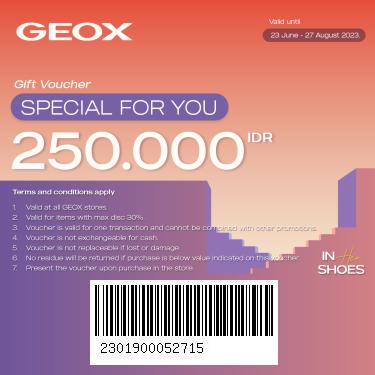 GEOX
Valid until
23 June - 27 August 2023.
Gift Voucher
SPECIAL FOR YOU
250.000 IDR
Terms and conditions apply
1. Valid at all GEOX stores.
2. Valid for items with max disc 30%.
3. Voucher is valid for one transaction and cannot be combined with other promotions.
4. Voucher is not exchangeable for cash.
5. Voucher is not replaceable if lost or damage.
6. No residue will be returned if purchase is below value indicated on this voucher.
7. Present the voucher upon purchase in the store.
IN Her
SHOES
2301900052715